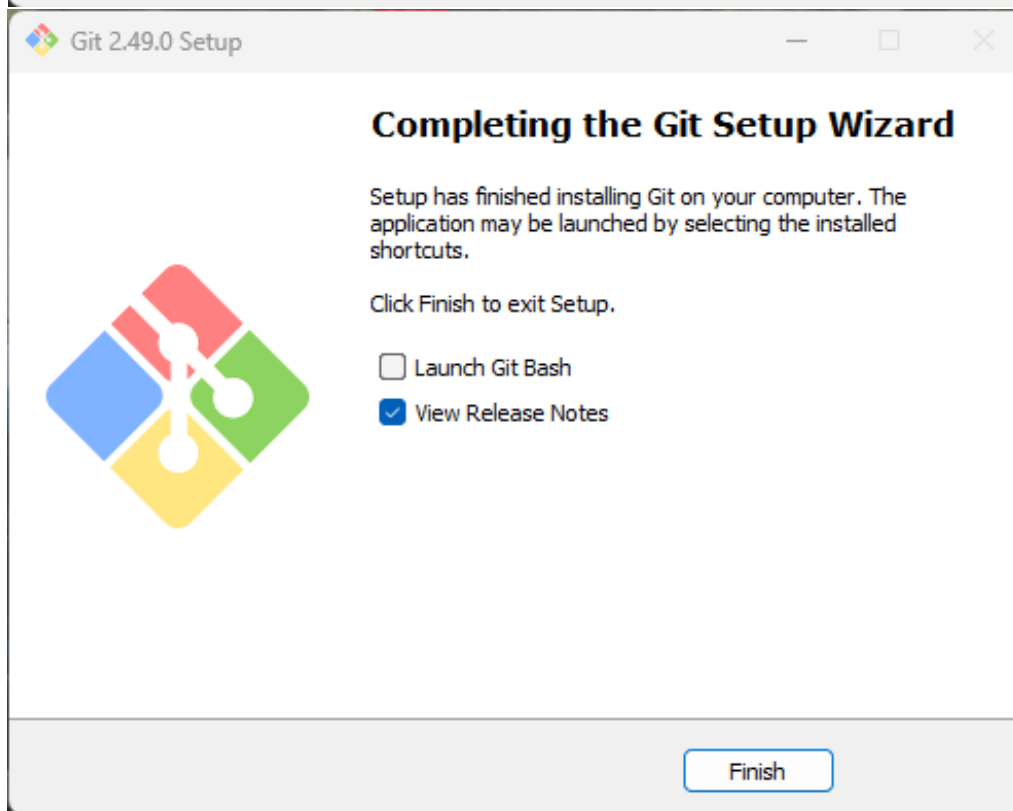 Git 2.49.0 Setup
Completing the Git Setup Wizard
Setup has finished installing Git on your computer. The
application may be launched by selecting the installed
shortcuts.
Click Finish to exit Setup.
Launch Git Bash
View Release Notes
Finish